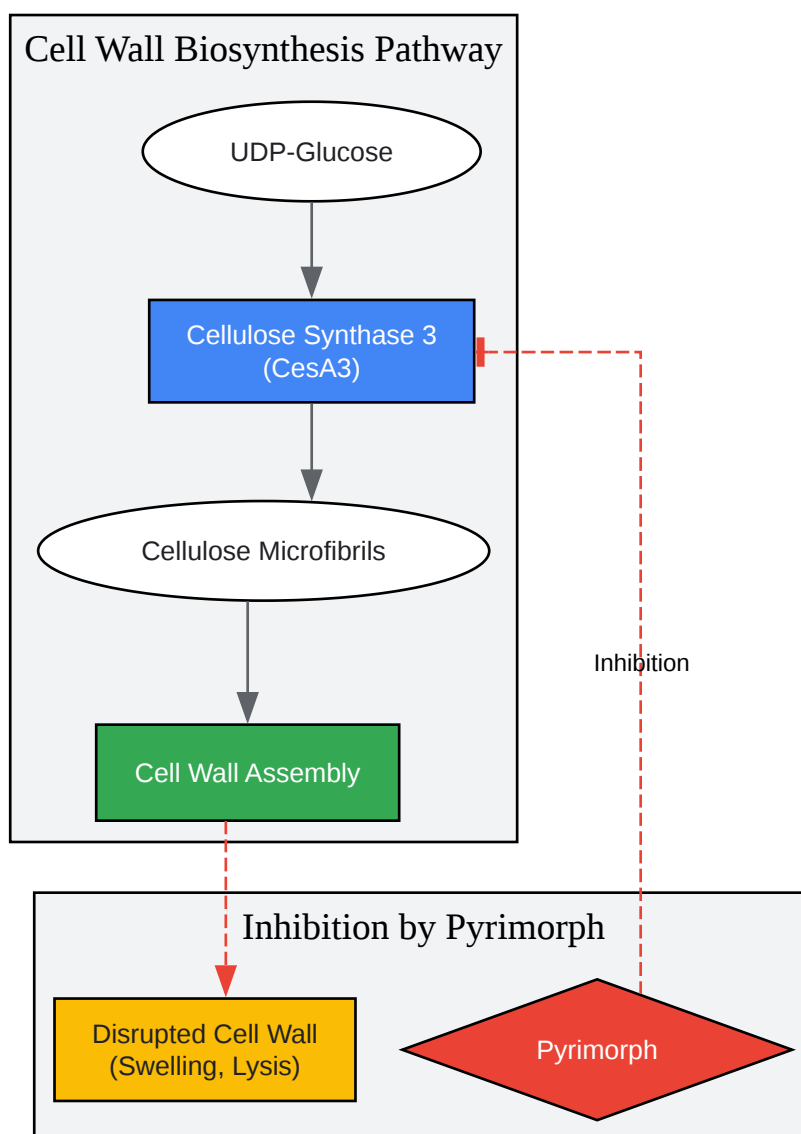 Cell Wall Biosynthesis Pathway
UDP-Glucose
Cellulose Synthase 3
(CesA3)
Cellulose Microfibrils
Inhibition
Cell Wall Assembly
Inhibition by Pyrimorph
Disrupted Cell Wall
(Swelling, Lysis)
Pyrimorph